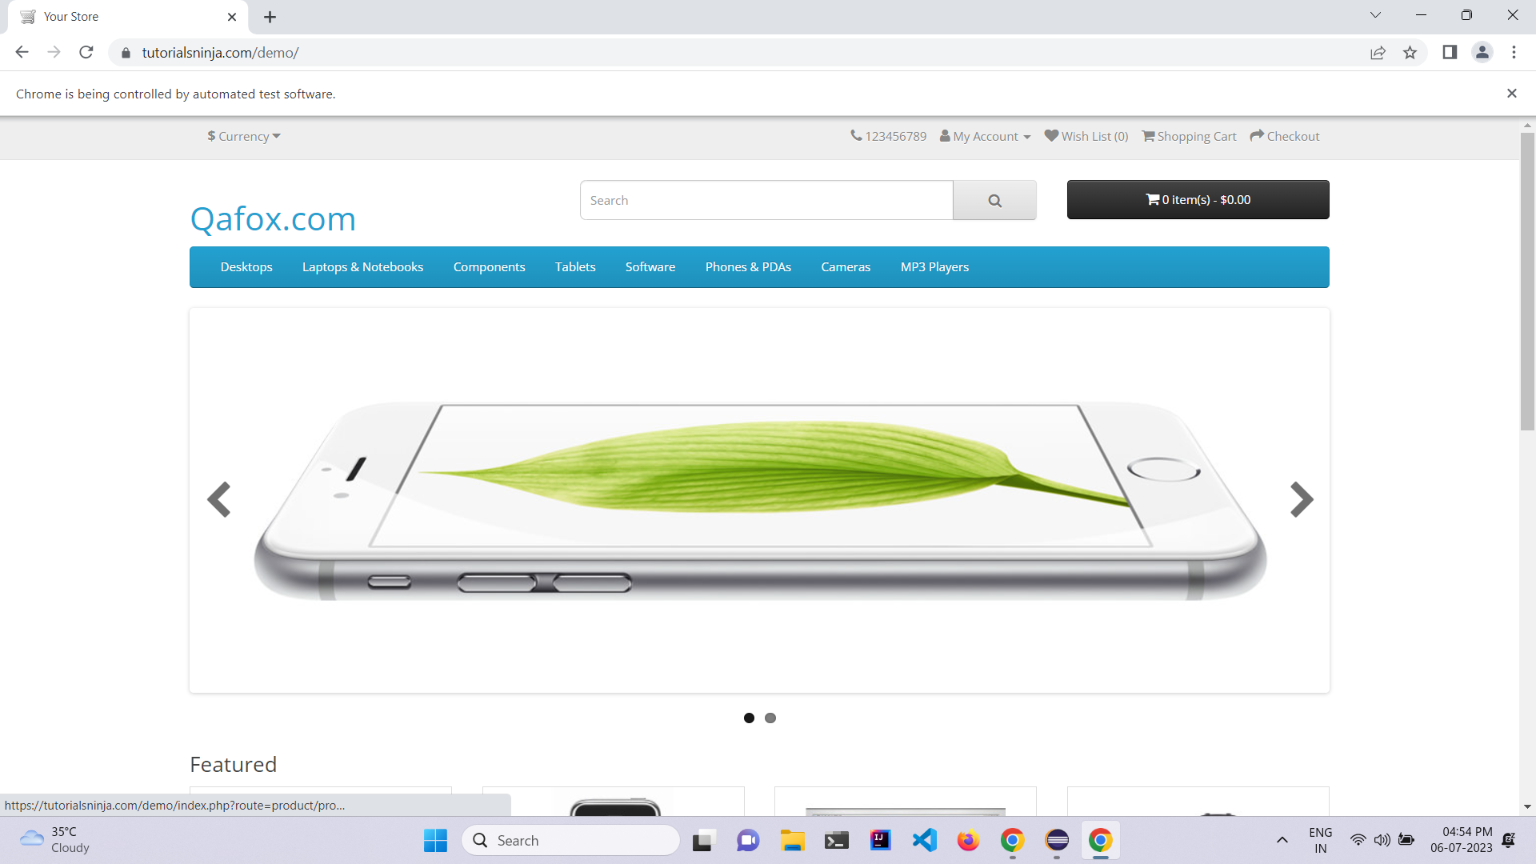 Your Store
tutorialsninja.com/demo/
Chrome is being controlled by automated test software.
$ Currency
123456789 My Account Wish List (0) Shopping Cart Checkout
Qafox.com
Search
0 item(s) - $0.00
Desktops Laptops & Notebooks Components Tablets Software Phones & PDAs Cameras MP3 Players
Featured
https://tutorialsninja.com/demo/index.php?route=product/pro...
35°C
Cloudy
Search
ENG
IN
04:54 PM
06-07-2023